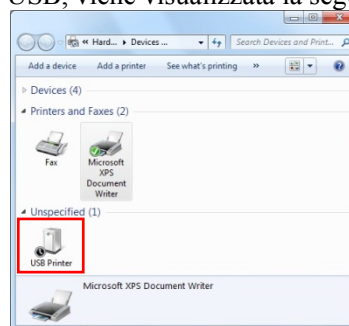 USB, viene visualizzata la seg
« Hard... ▸ Devices ... Search Devices and Print...
Add a device Add a printer See what's printing »
Devices (4)
Printers and Faxes (2)
Fax Microsoft
XPS
Document
Writer
Unspecified (1)
USB Printer
Microsoft XPS Document Writer